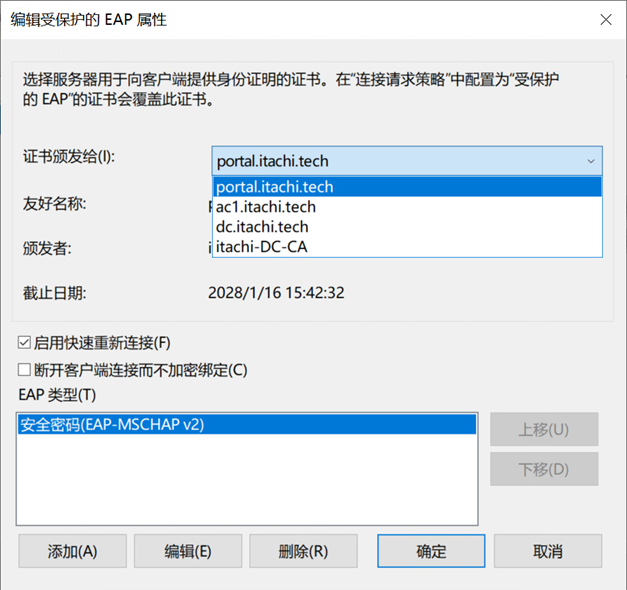 编辑受保护的 EAP 属性
选择服务器用于向客户端提供身份证明的证书。在“连接请求策略”中配置为“受保护
的 EAP”的证书会覆盖此证书。
证书颁发给(I):
portal.itachi.tech
portal.itachi.tech
ac1.itachi.tech
dc.itachi.tech
itachi-DC-CA
友好名称:
颁发者:
截止日期:
2028/1/16 15:42:32
启用快速重新连接(F)
断开客户端连接而不加密绑定(C)
EAP 类型(T)
安全密码(EAP-MSCHAP v2)
上移(U)
下移(D)
添加(A)
编辑(E)
删除(R)
确定
取消